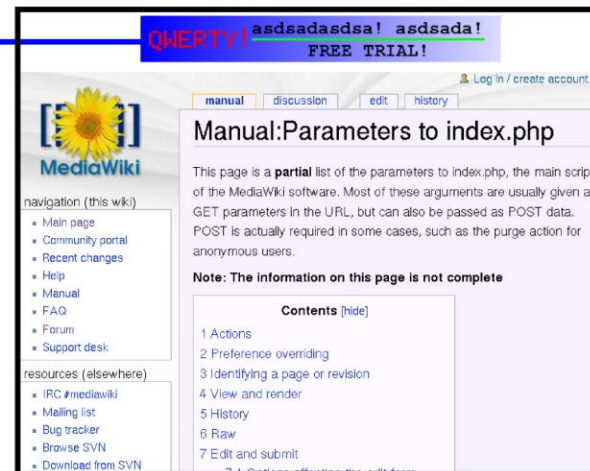 QWERTY!
asdsadasdsa! asdsada!
FREE TRIAL!
Log in / create account
manual
discussion
edit
history
MediaWiki
Manual:Parameters to index.php
This page is a partial list of the parameters to index.php, the main scrip
of the MediaWiki software. Most of these arguments are usually given a
GET parameters in the URL, but can also be passed as POST data.
POST is actually required in some cases, such as the purge action for
anonymous users.
Note: The information on this page is not complete
Contents [hide]
1 Actions
2 Preference overriding
3 Identifying a page or revision
4 View and render
5 History
6 Raw
7 Edit and submit
7.1 Options affecting the edit form
navigation (this wiki)
Main page
Community portal
Recent changes
Help
Manual
FAQ
Forum
Support desk
resources (elsewhere)
IRC #mediawiki
Mailing list
Bug tracker
Browse SVN
Download from SVN